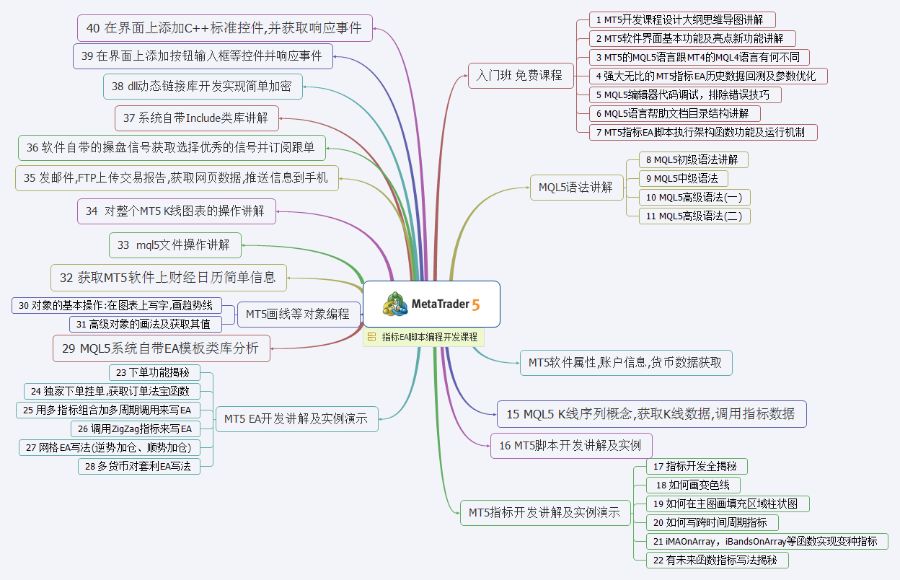 MetaTrader 5
指标EA脚本编程开发课程
入门班 免费课程
1 MT5开发课程设计大纲思维导图讲解
2 MT5软件界面基本功能及亮点新功能讲解
3 MT5的MQL5语言跟MT4的MQL4语言有何不同
4 强大无比的MT5指标EA历史数据回测及参数优化
5 MQL5编辑器代码调试，排除错误技巧
6 MQL5语言帮助文档目录结构讲解
7 MT5指标EA脚本执行架构函数功能及运行机制
MQL5语法讲解
8 MQL5初级语法讲解
9 MQL5中级语法
10 MQL5高级语法(一)
11 MQL5高级语法(二)
MT5软件属性,账户信息,货币数据获取
15 MQL5 K线序列概念,获取K线数据,调用指标数据
16 MT5脚本开发讲解及实例
MT5指标开发讲解及实例演示
17 指标开发全揭秘
18 如何画变色线
19 如何在主图画填充区域柱状图
20 如何写跨时间周期指标
21 iMAOnArray，iBandsOnArray等函数实现变种指标
22 有未来函数指标写法揭秘
MT5 EA开发讲解及实例演示
23 下单功能揭秘
24 独家下单挂单,获取订单法宝函数
25 用多指标组合加多周期调用来写EA
26 调用ZigZag指标来写EA
27 网格EA写法(逆势加仓、顺势加仓)
28 多货币对套利EA写法
29 MQL5系统自带EA模板类库分析
MT5画线等对象编程
30 对象的基本操作:在图表上写字,画趋势线
31 高级对象的画法及获取其值
32 获取MT5软件上财经日历简单信息
33 mql5文件操作讲解
34 对整个MT5 K线图表的操作讲解
35 发邮件,FTP上传交易报告,获取网页数据,推送信息到手机
36 软件自带的操盘信号获取选择优秀的信号并订阅跟单
37 系统自带Include类库讲解
38 dll动态链接库开发实现简单加密
39 在界面上添加按钮输入框等控件并响应事件
40 在界面上添加C++标准控件,并获取响应事件